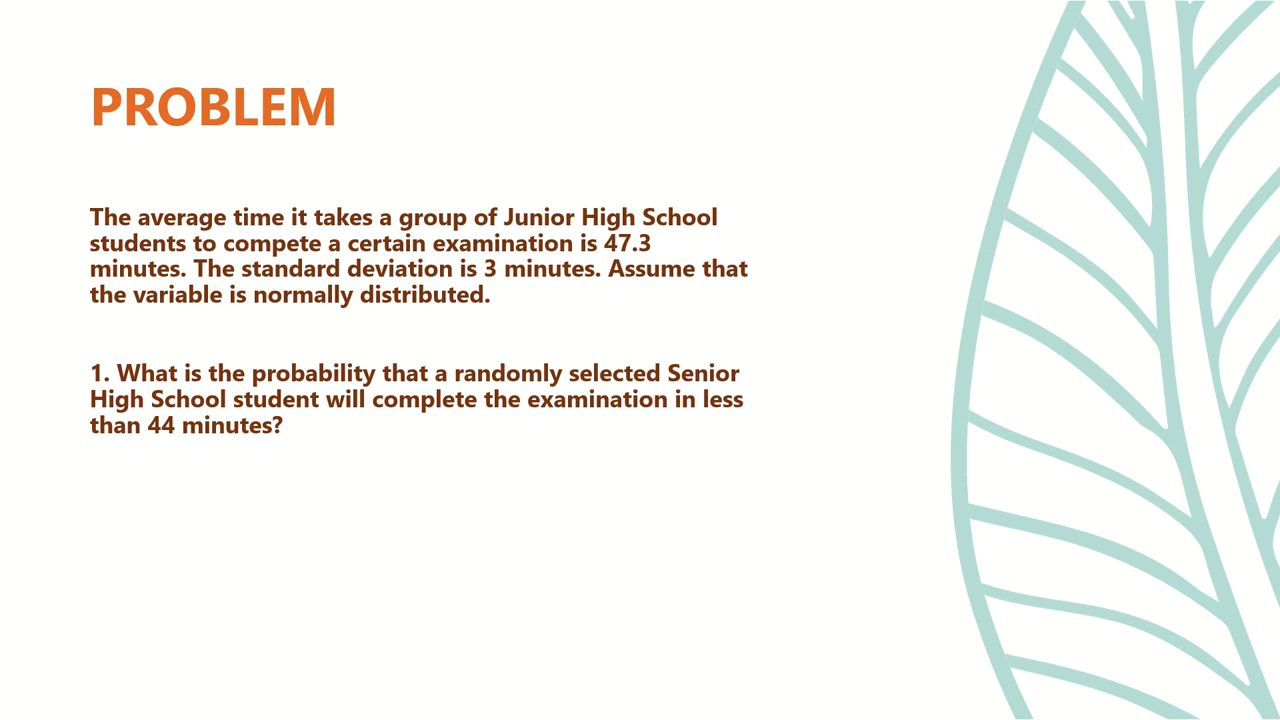 PROBLEM
The average time it takes a group of Junior High School
students to compete a certain examination is 47.3
minutes. The standard deviation is 3 minutes. Assume that
the variable is normally distributed.
1. What is the probability that a randomly selected Senior
High School student will complete the examination in less
than 44 minutes?